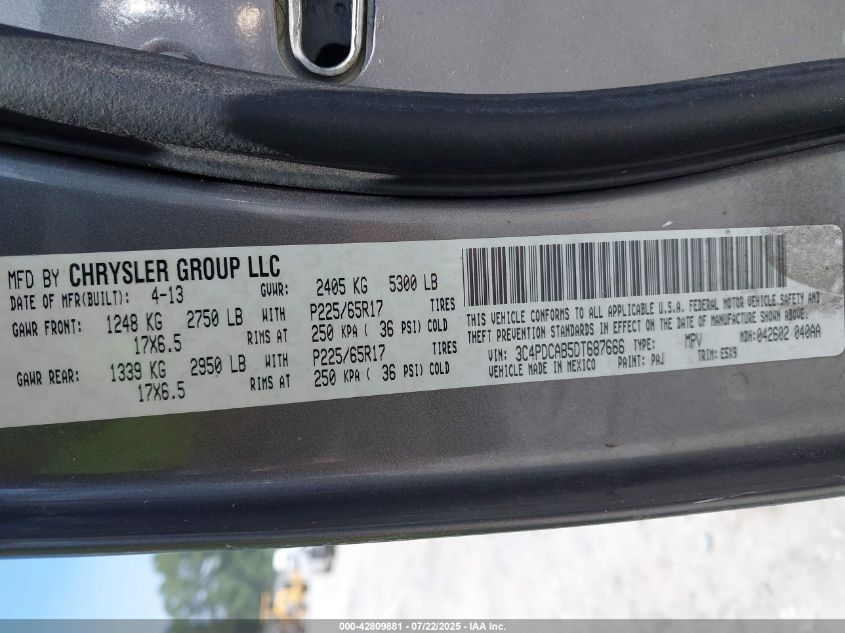 MFD BY CHRYSLER GROUP LLC
DATE OF MFR(BUILT): 4-13 GVWR: 2405 KG 5300 LB
GAWR FRONT: 1248 KG 2750 LB WITH P225/65R17 TIRES
17X6.5 RIMS AT 250 KPA ( 36 PSI) COLD
GAWR REAR: 1339 KG 2950 LB WITH P225/65R17 TIRES
17X6.5 RIMS AT 250 KPA ( 36 PSI) COLD
THIS VEHICLE CONFORMS TO ALL APPLICABLE U.S.A. FEDERAL MOTOR VEHICLE SAFETY AND
THEFT PREVENTION STANDARDS IN EFFECT ON THE DATE OF MANUFACTURE SHOWN ABOVE.
VIN: 3C4PDCAB5DT687666 TYPE: MPV MDH: 042602 040AA
VEHICLE MADE IN MEXICO PAINT: PAJ TRIM: E5X9
000-42809881 - 07/22/2025 - IAA Inc.